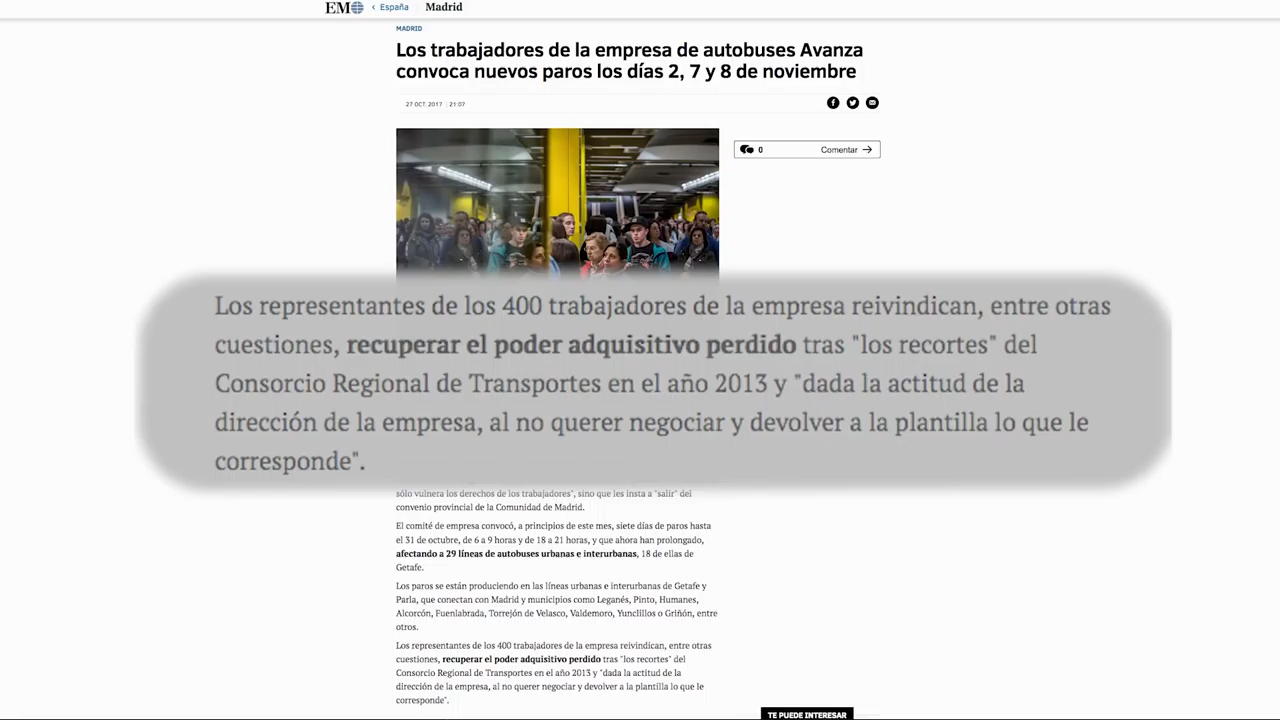 EM
‹ España
Madrid
MADRID
Los trabajadores de la empresa de autobuses Avanza
convoca nuevos paros los días 2, 7 y 8 de noviembre
27 OCT. 2017 | 21:07
0
Comentar →
Los representantes de los 400 trabajadores de la empresa reivindican, entre otras
cuestiones, recuperar el poder adquisitivo perdido tras "los recortes" del
Consorcio Regional de Transportes en el año 2013 y "dada la actitud de la
dirección de la empresa, al no querer negociar y devolver a la plantilla lo que le
corresponde".
sólo vulnera los derechos de los trabajadores", sino que les insta a "salir" del
convenio provincial de la Comunidad de Madrid.
El comité de empresa convocó, a principios de este mes, siete días de paros hasta
el 31 de octubre, de 6 a 9 horas y de 18 a 21 horas, y que ahora han prolongado,
afectando a 29 líneas de autobuses urbanas e interurbanas, 18 de ellas de
Getafe.
Los paros se están produciendo en las líneas urbanas e interurbanas de Getafe y
Parla, que conectan con Madrid y municipios como Leganés, Pinto, Humanes,
Alcorcón, Fuenlabrada, Torrejón de Velasco, Valdemoro, Yunclillos o Griñón, entre
otros.
Los representantes de los 400 trabajadores de la empresa reivindican, entre otras
cuestiones, recuperar el poder adquisitivo perdido tras "los recortes" del
Consorcio Regional de Transportes en el año 2013 y "dada la actitud de la
dirección de la empresa, al no querer negociar y devolver a la plantilla lo que le
corresponde".
TE PUEDE INTERESAR